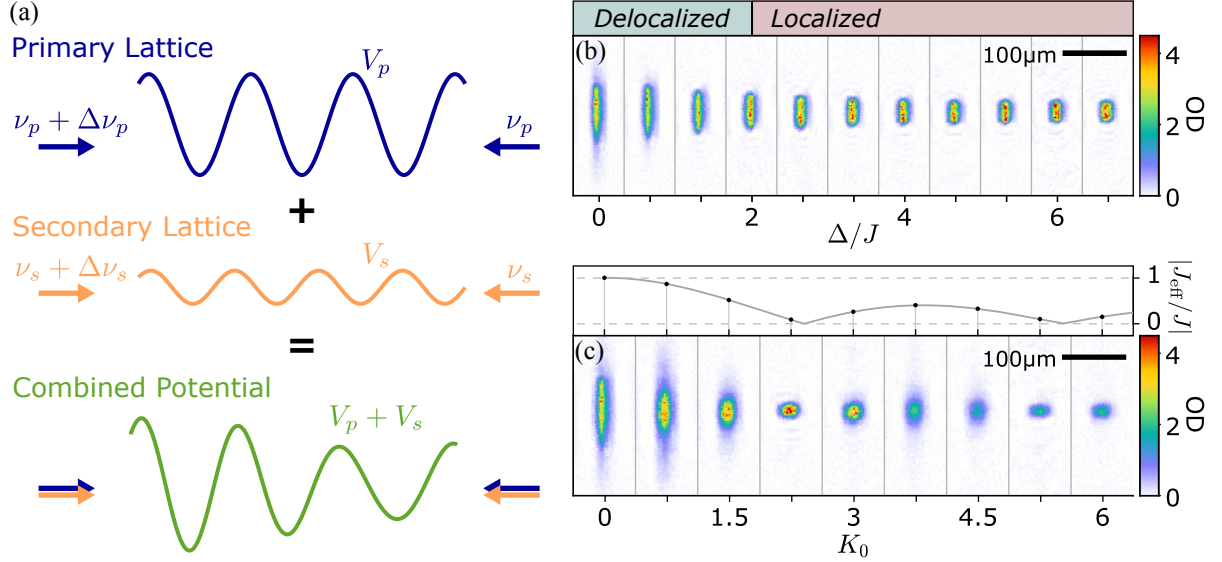 (a)
Primary Lattice
V_p
ν_p + Δν_p
ν_p
+
Secondary Lattice
V_s
ν_s + Δν_s
ν_s
=
Combined Potential
V_p + V_s
Delocalized
Localized
(b)
100μm
4
2
0
OD
0
2
4
6
Δ/J
1
0
|J_eff/J|
(c)
100μm
4
2
0
OD
0
1.5
3
4.5
6
K_0